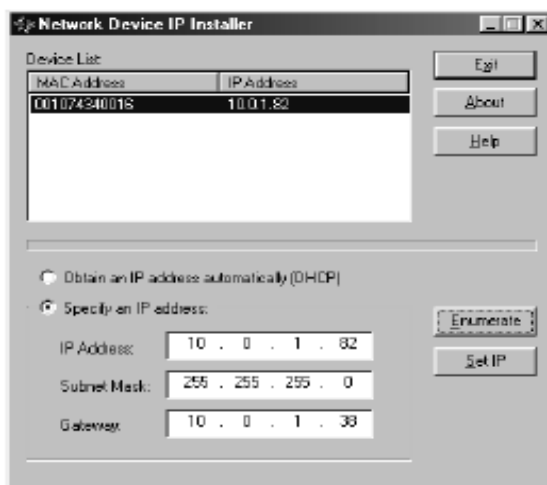 Network Device IP Installer
Device List:
MAC Address IP Address
001074340016 10.0.1.82
Exit
About
Help
Obtain an IP address automatically (DHCP)
Specify an IP address:
IP Address: 10 . 0 . 1 . 82
Subnet Mask: 255 . 255 . 255 . 0
Gateway: 10 . 0 . 1 . 38
Enumerate
Set IP